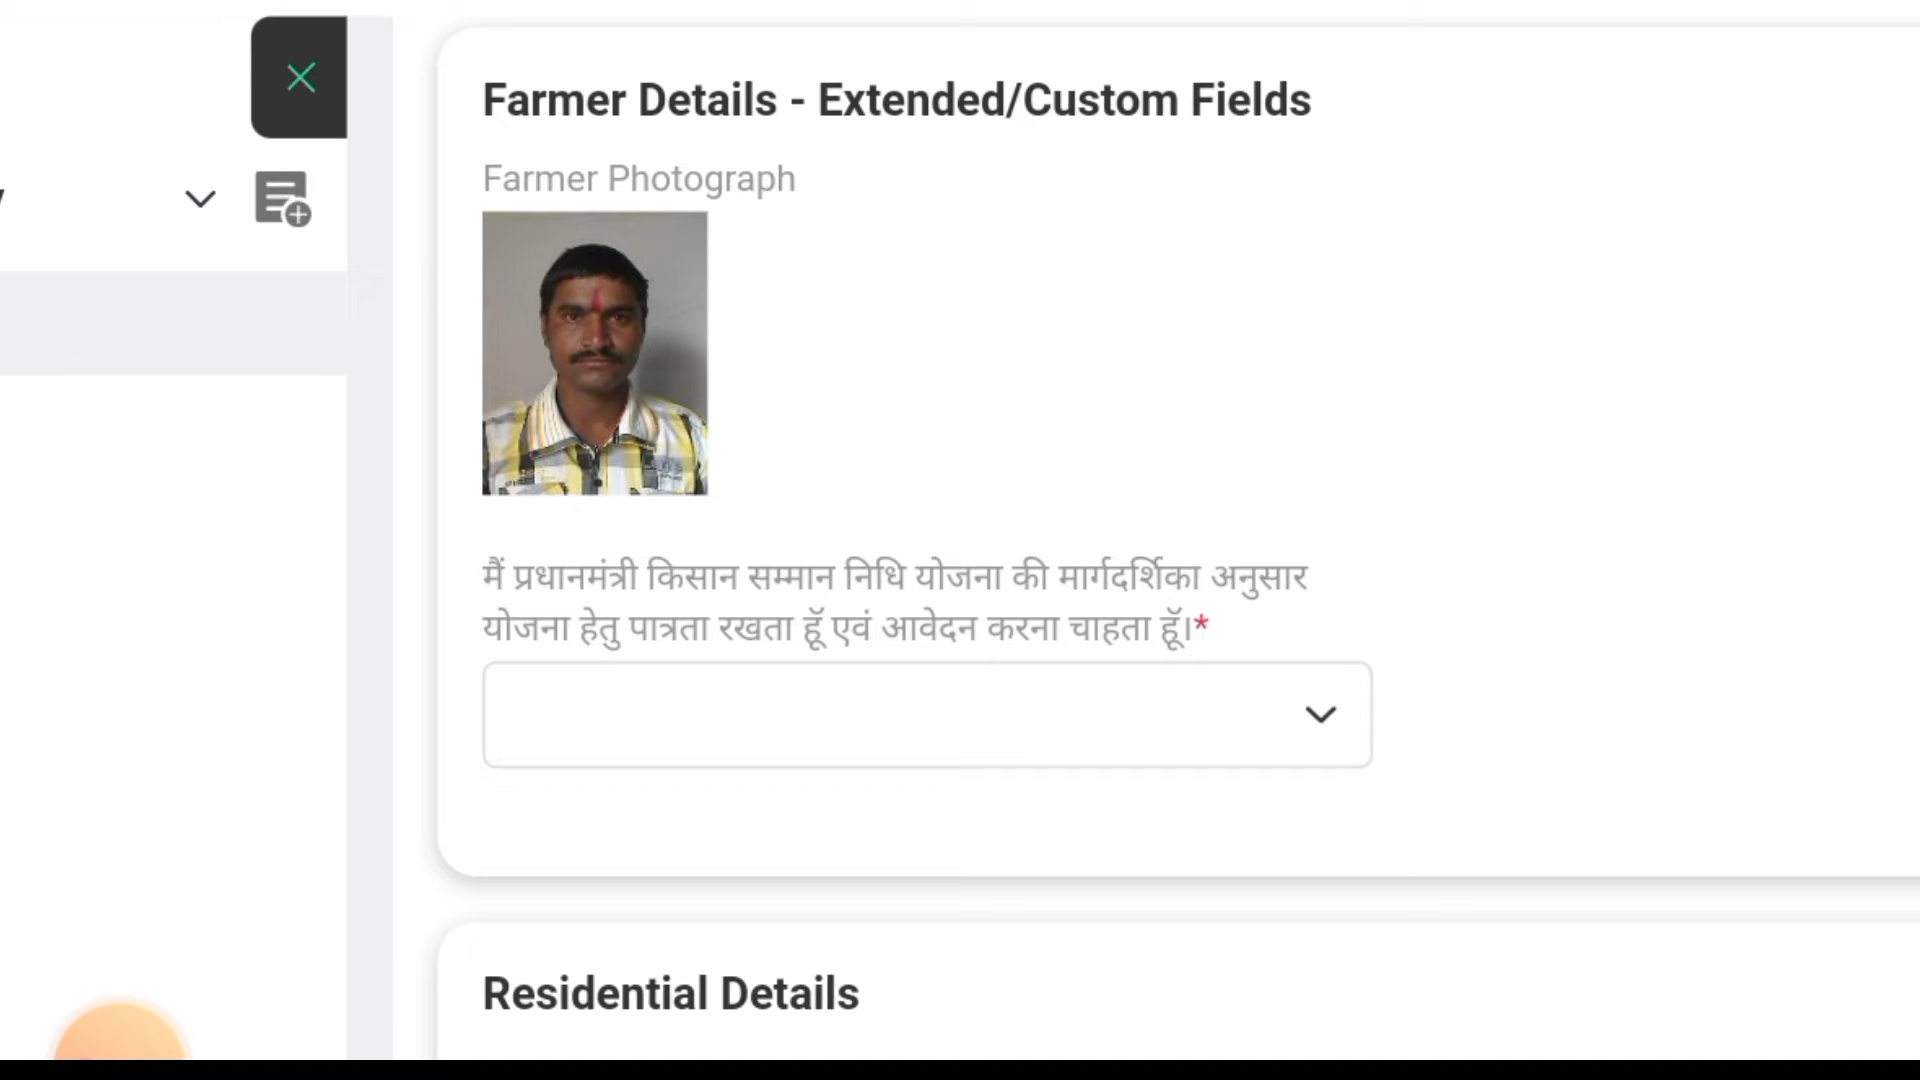 Farmer Details - Extended/Custom Fields
Farmer Photograph
मैं प्रधानमंत्री किसान सम्मान निधि योजना की मार्गदर्शिका अनुसार
योजना हेतु पात्रता रखता हूँ एवं आवेदन करना चाहता हूँ।*
Residential Details